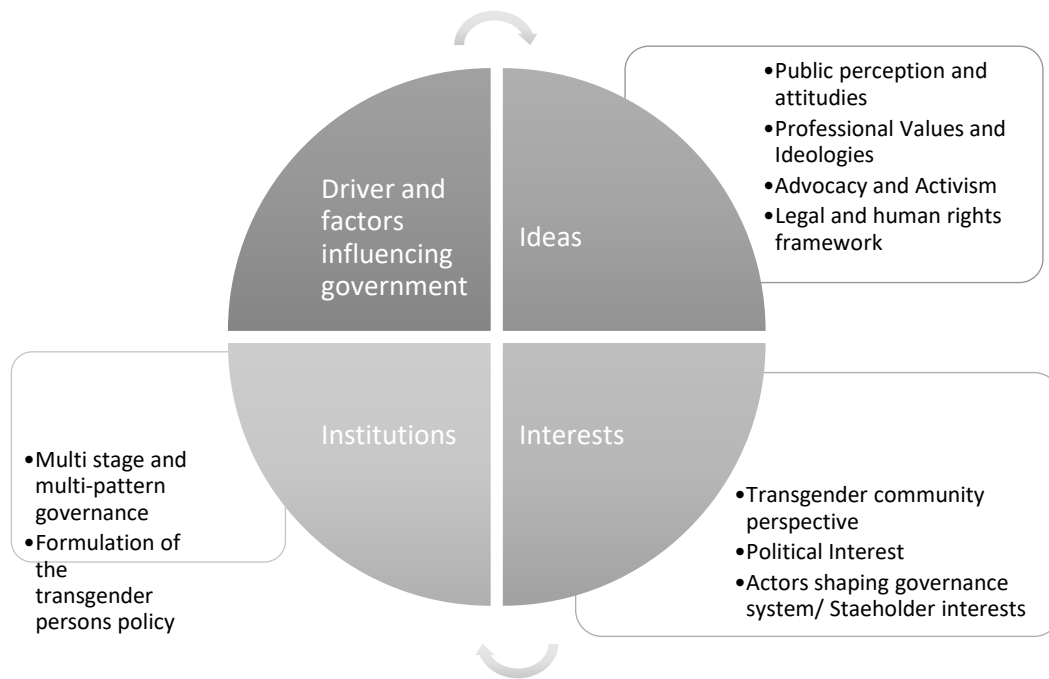 Driver and
factors
influencing
government
Ideas
•Public perception and
attitudies
•Professional Values and
Ideologies
•Advocacy and Activism
•Legal and human rights
framework
Institutions
•Multi stage and
multi-pattern
governance
•Formulation of
the
transgender
persons policy
Interests
•Transgender community
perspective
•Political Interest
•Actors shaping governance
system/ Staeholder interests